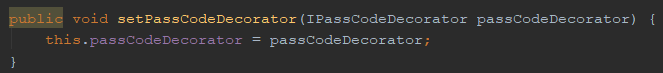 public void setPassCodeDecorator(IPassCodeDecorator passCodeDecorator) {
    this.passCodeDecorator = passCodeDecorator;
}